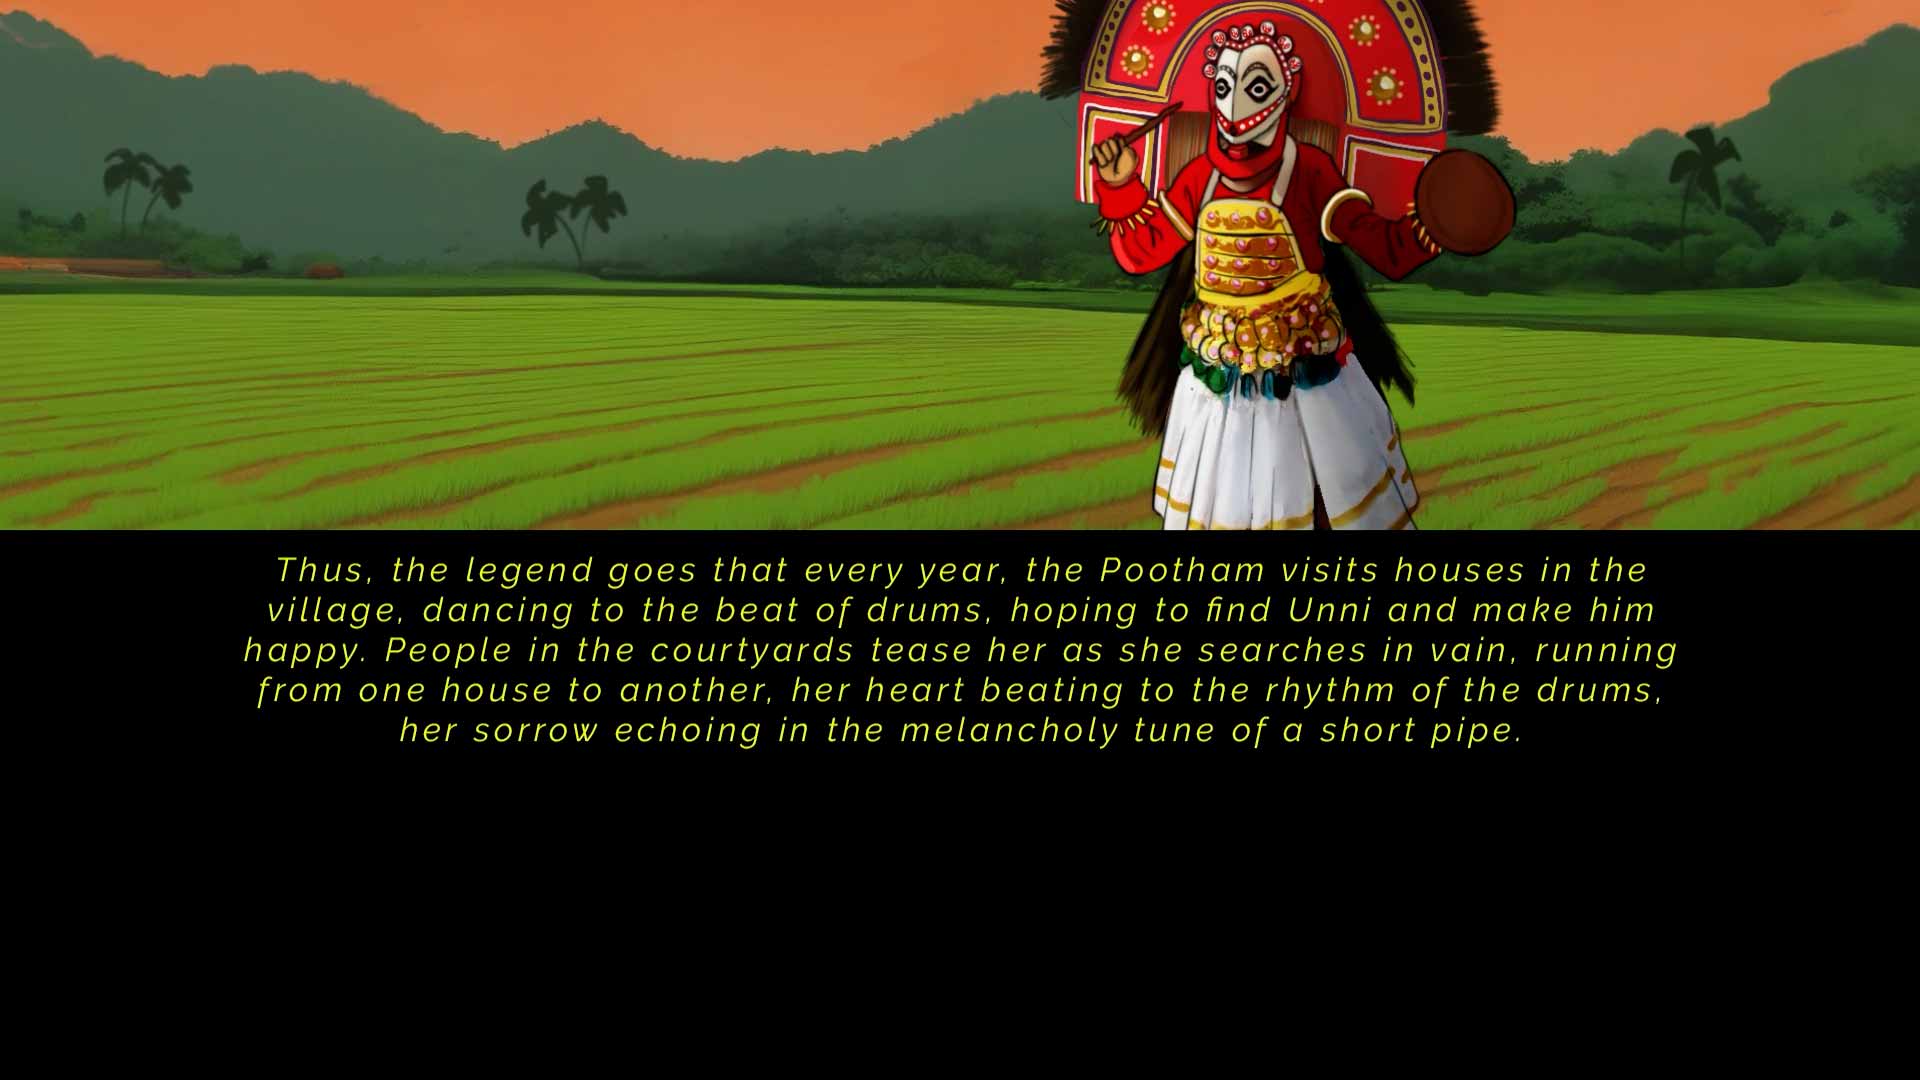 Thus, the legend goes that every year, the Pootham visits houses in the
village, dancing to the beat of drums, hoping to find Unni and make him
happy. People in the courtyards tease her as she searches in vain, running
from one house to another, her heart beating to the rhythm of the drums,
her sorrow echoing in the melancholy tune of a short pipe.